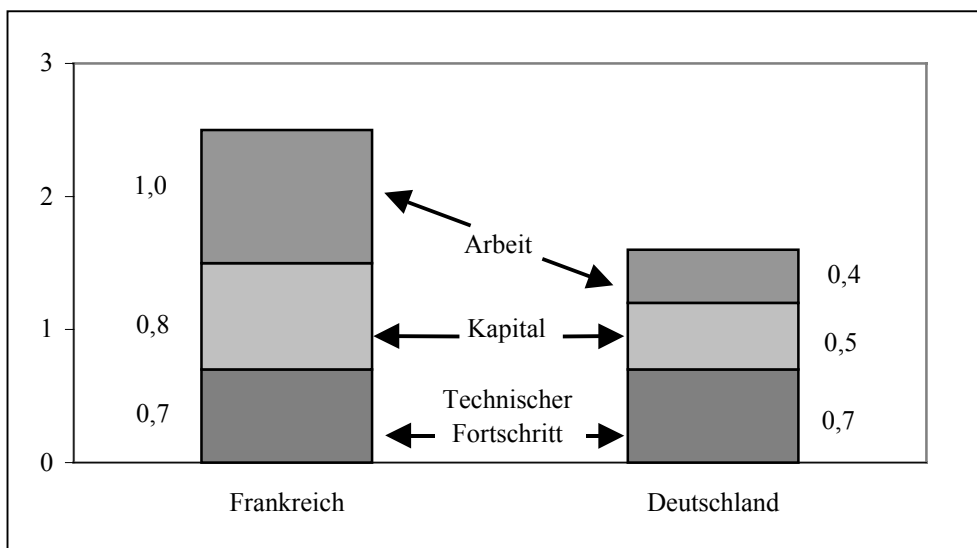 3
2
1
0
1,0
0,8
0,7
Arbeit
Kapital
Technischer
Fortschritt
0,4
0,5
0,7
Frankreich
Deutschland